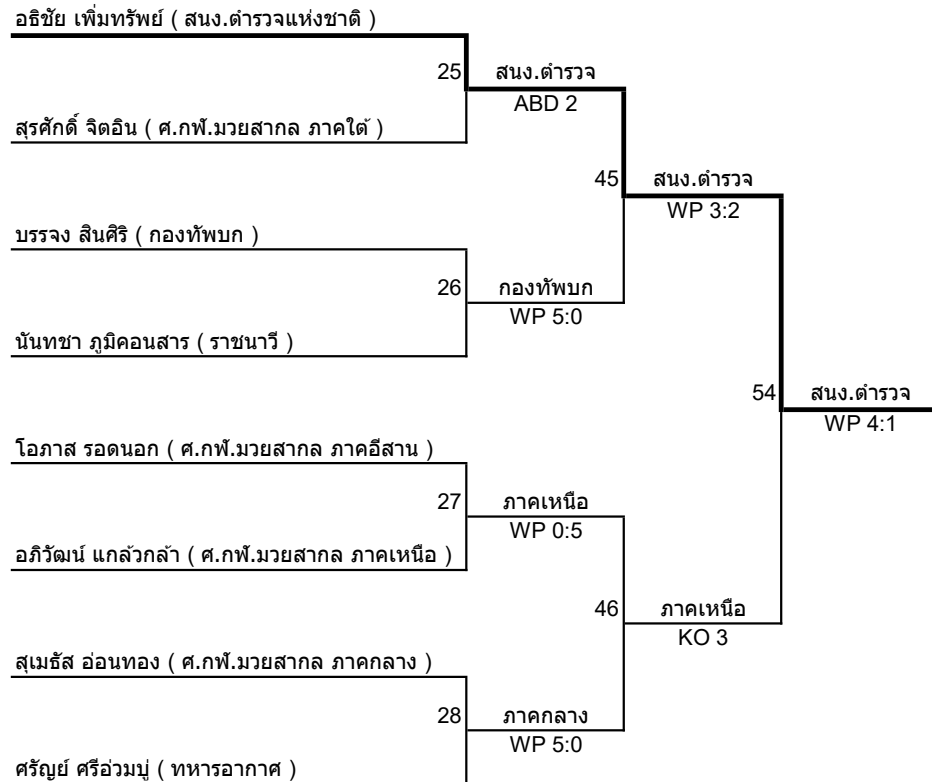 อธิชัย เพิ่มทรัพย์ ( สนง.ตำรวจแห่งชาติ )
25 สนง.ตำรวจ
ABD 2
สุรศักดิ์ จิตอิน ( ศ.กฬ.มวยสากล ภาคใต้ )
45 สนง.ตำรวจ
WP 3:2
บรรจง สินศิริ ( กองทัพบก )
26 กองทัพบก
WP 5:0
นันทชา ภูมิคอนสาร ( ราชนาวี )
54 สนง.ตำรวจ
WP 4:1
โอภาส รอดนอก ( ศ.กฬ.มวยสากล ภาคอีสาน )
27 ภาคเหนือ
WP 0:5
อภิวัฒน์ แกล้วกล้า ( ศ.กฬ.มวยสากล ภาคเหนือ )
46 ภาคเหนือ
KO 3
สุเมธัส อ่อนทอง ( ศ.กฬ.มวยสากล ภาคกลาง )
28 ภาคกลาง
WP 5:0
ศรัญย์ ศรีอ่วมบู่ ( ทหารอากาศ )